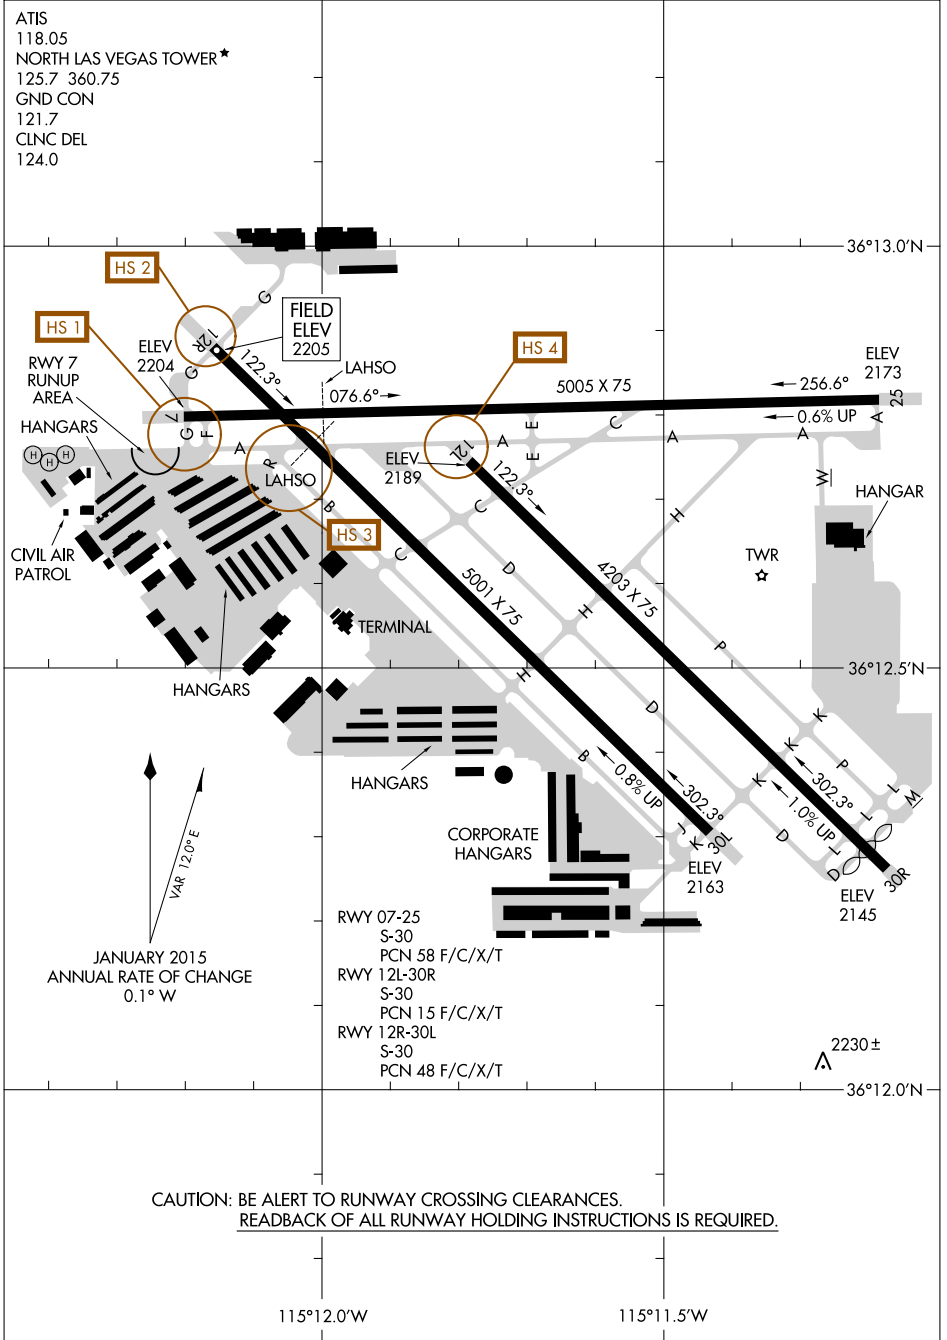 ATIS
118.05
NORTH LAS VEGAS TOWER★
125.7 360.75
GND CON
121.7
CLNC DEL
124.0
36°13.0'N
HS 2
G
HS 1
12R
FIELD
ELEV
2205
ELEV
2204
HS 4
ELEV
2173
RWY 7
RUNUP
AREA
G
122.3°
LAHSO
076.6°
5005 X 75
256.6°
25
0.6% UP
HANGARS
7
G
F
A
R
LAHSO
ELEV
2189
12L
A
E
E
C
A
A
A
H
H
H
122.3°
W
HANGAR
B
C
C
H
HS 3
CIVIL AIR
PATROL
TWR
D
4203 X 75
5001 X 75
H
TERMINAL
P
36°12.5'N
HANGARS
H
D
K
K
P
HANGARS
B
0.8% UP
302.3°
K
302.3°
1.0% UP
L
M
L
VAR 12.0° E
CORPORATE
HANGARS
L
K
30L
D
L
D
ELEV
2163
30R
ELEV
2145
JANUARY 2015
ANNUAL RATE OF CHANGE
0.1° W
RWY 07-25
S-30
PCN 58 F/C/X/T
RWY 12L-30R
S-30
PCN 15 F/C/X/T
RWY 12R-30L
S-30
PCN 48 F/C/X/T
2230 ±
36°12.0'N
CAUTION: BE ALERT TO RUNWAY CROSSING CLEARANCES.
READBACK OF ALL RUNWAY HOLDING INSTRUCTIONS IS REQUIRED.
115°12.0'W
115°11.5'W